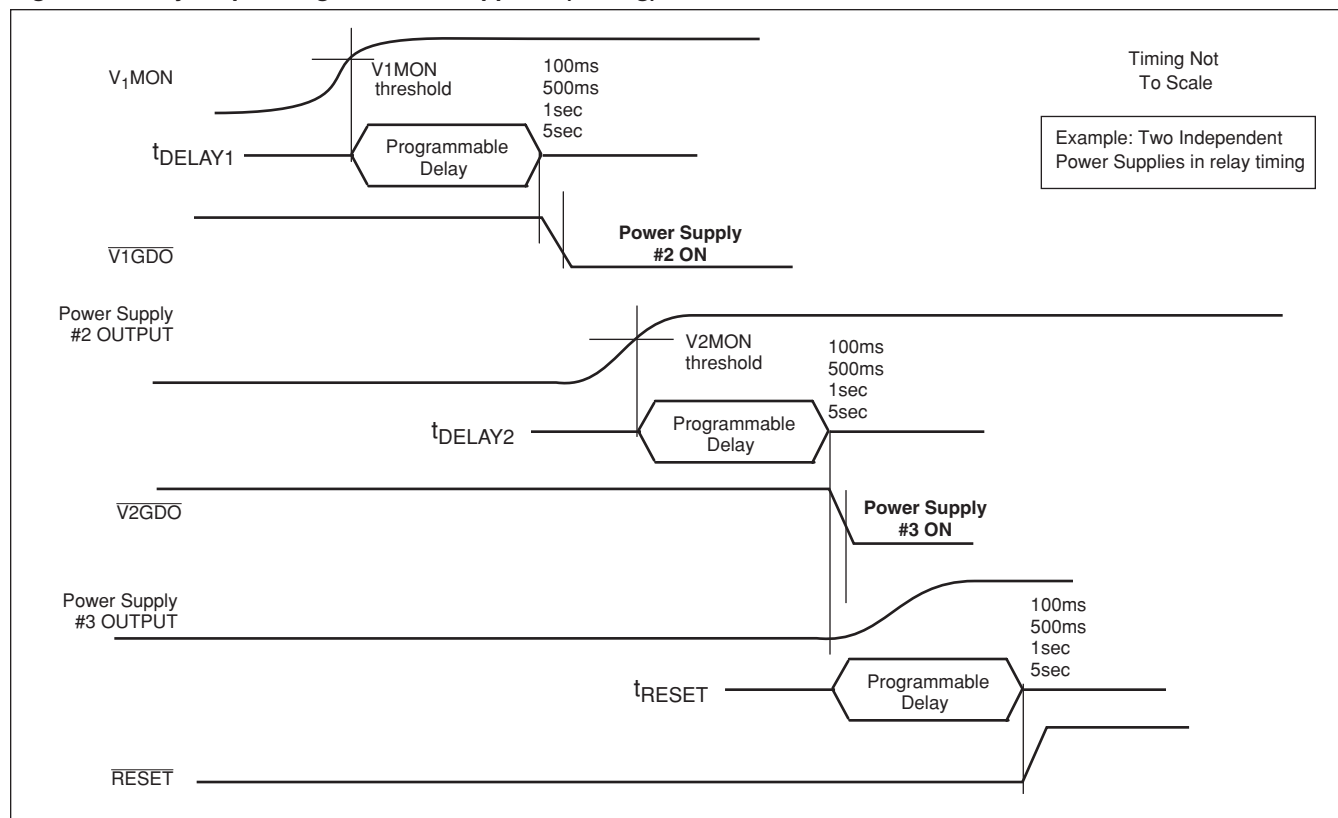 V1MON
V1MON
threshold
100ms
500ms
1sec
5sec
Timing Not
To Scale
Example: Two Independent
Power Supplies in relay timing
tDELAY1
Programmable
Delay
V1GDO
Power Supply
#2 ON
Power Supply
#2 OUTPUT
V2MON
threshold
100ms
500ms
1sec
5sec
tDELAY2
Programmable
Delay
V2GDO
Power Supply
#3 ON
Power Supply
#3 OUTPUT
100ms
500ms
1sec
5sec
tRESET
Programmable
Delay
RESET